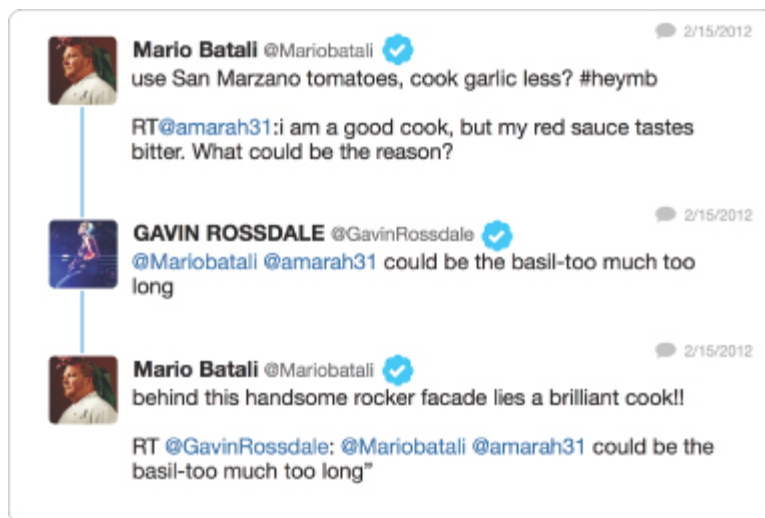 2/15/2012
Mario Batali @Mariobatali
use San Marzano tomatoes, cook garlic less? #heymb
RT@amarah31:i am a good cook, but my red sauce tastes
bitter. What could be the reason?
2/15/2012
GAVIN ROSSDALE @GavinRossdale
@Mariobatali @amarah31 could be the basil-too much too
long
2/15/2012
Mario Batali @Mariobatali
behind this handsome rocker facade lies a brilliant cook!!
RT @GavinRossdale: @Mariobatali @amarah31 could be the
basil-too much too long”